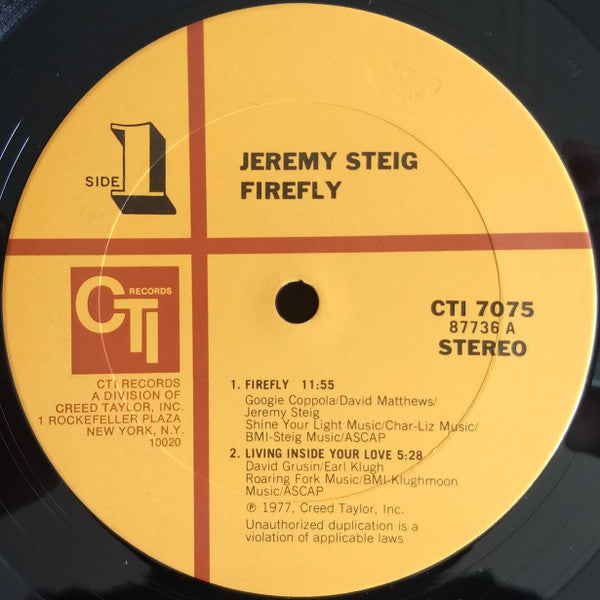 SIDE 1
JEREMY STEIG
FIREFLY
CTI RECORDS
CTI RECORDS
A DIVISION OF
CREED TAYLOR, INC.
1 ROCKEFELLER PLAZA
NEW YORK, N.Y.
10020
CTI 7075
87736 A
STEREO
1. FIREFLY 11:55
Googie Coppola/David Matthews/
Jeremy Steig
Shine Your Light Music/Char-Liz Music/
BMI-Steig Music/ASCAP
2. LIVING INSIDE YOUR LOVE 5:28
David Grusin/Earl Klugh
Roaring Fork Music/BMI-Klughmoon
Music/ASCAP
℗ 1977, Creed Taylor, Inc.
Unauthorized duplication is a
violation of applicable laws